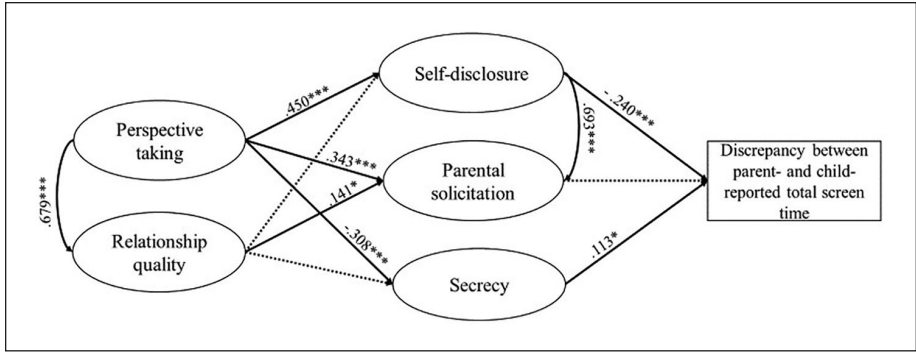 Self-disclosure
.450***
- .240***
.693***
Perspective
taking
Discrepancy between
parent- and child-
reported total screen
time
.343***
Parental
solicitation
.141*
.679***
Relationship
quality
-.308***
.113*
Secrecy